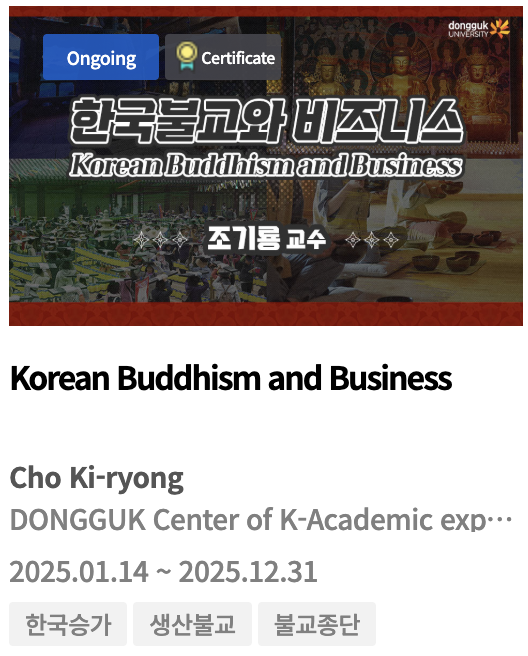 dongguk
UNIVERSITY
Ongoing
Certificate
한국불교와 비즈니스
Korean Buddhism and Business
조기룡 교수
Korean Buddhism and Business
Cho Ki-ryong
DONGGUK Center of K-Academic exp···
2025.01.14 ~ 2025.12.31
한국승가
생산불교
불교종단